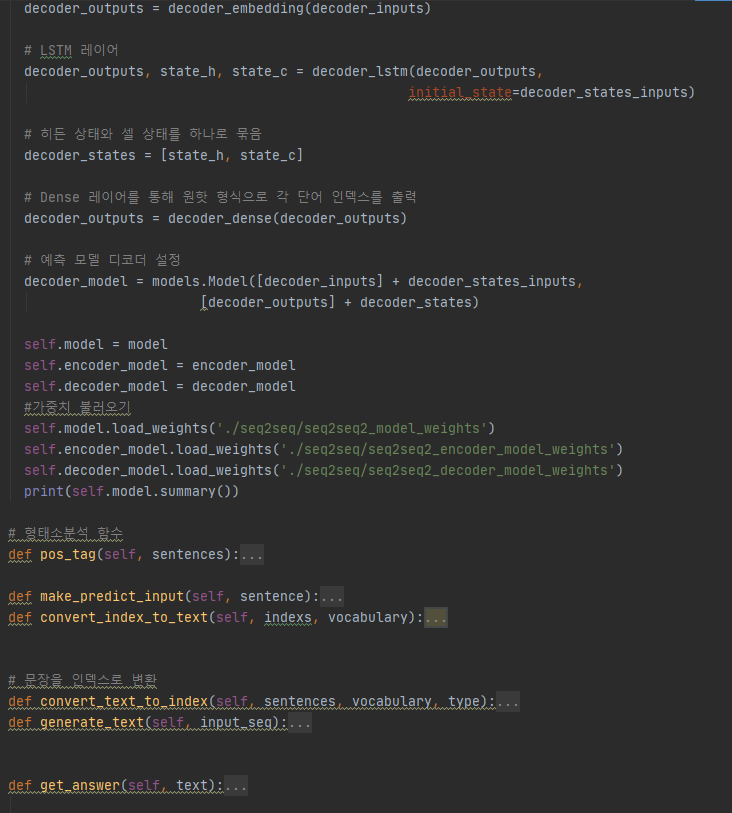 decoder_outputs = decoder_embedding(decoder_inputs)
# LSTM 레이어
decoder_outputs, state_h, state_c = decoder_lstm(decoder_outputs,
initial_state=decoder_states_inputs)
# 히든 상태와 셀 상태를 하나로 묶음
decoder_states = [state_h, state_c]
# Dense 레이어를 통해 원핫 형식으로 각 단어 인덱스를 출력
decoder_outputs = decoder_dense(decoder_outputs)
# 예측 모델 디코더 설정
decoder_model = models.Model([decoder_inputs] + decoder_states_inputs,
[decoder_outputs] + decoder_states)
self.model = model
self.encoder_model = encoder_model
self.decoder_model = decoder_model
#가중치 불러오기
self.model.load_weights('./seq2seq/seq2seq2_model_weights')
self.encoder_model.load_weights('./seq2seq/seq2seq2_encoder_model_weights')
self.decoder_model.load_weights('./seq2seq/seq2seq2_decoder_model_weights')
print(self.model.summary())
# 형태소분석 함수
def pos_tag(self, sentences):...
def make_predict_input(self, sentence):...
def convert_index_to_text(self, indexs, vocabulary):...
# 문장을 인덱스로 변환
def convert_text_to_index(self, sentences, vocabulary, type):...
def generate_text(self, input_seq):...
def get_answer(self, text):...